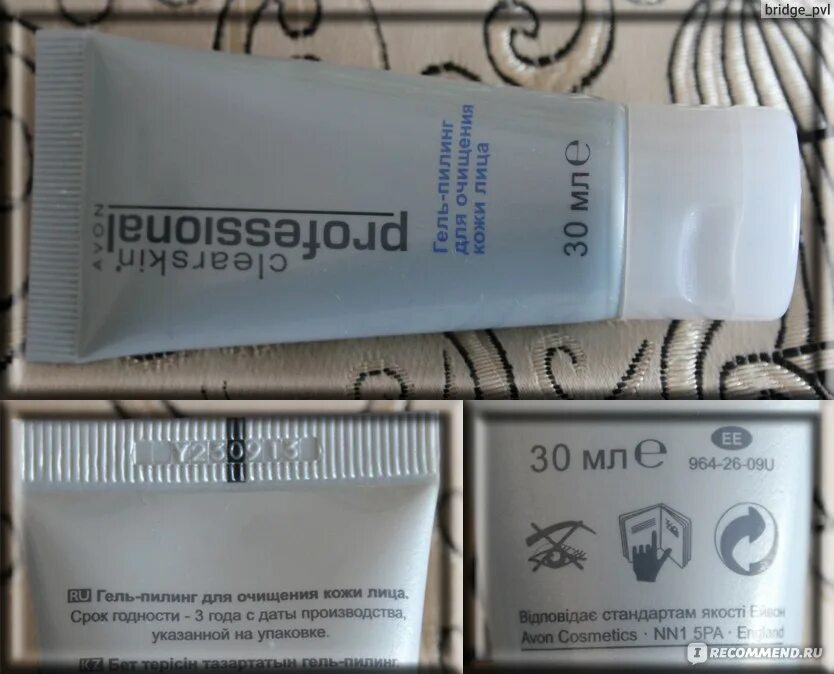 bridge_pvl
AVON
clearskin®
professional
Гель-пилинг
для очищения
кожи лица
30 мл e
Y230913
RU Гель-пилинг для очищения кожи лица.
Срок годности - 3 года с даты производства,
указанной на упаковке.
KZ Бет терісін тазартатын гель-пилинг.
30 мл e
EE
964-26-09U
Відповідає стандартам якості Ейвон
Avon Cosmetics · NN1 5PA · England
I RECOMMEND.RU